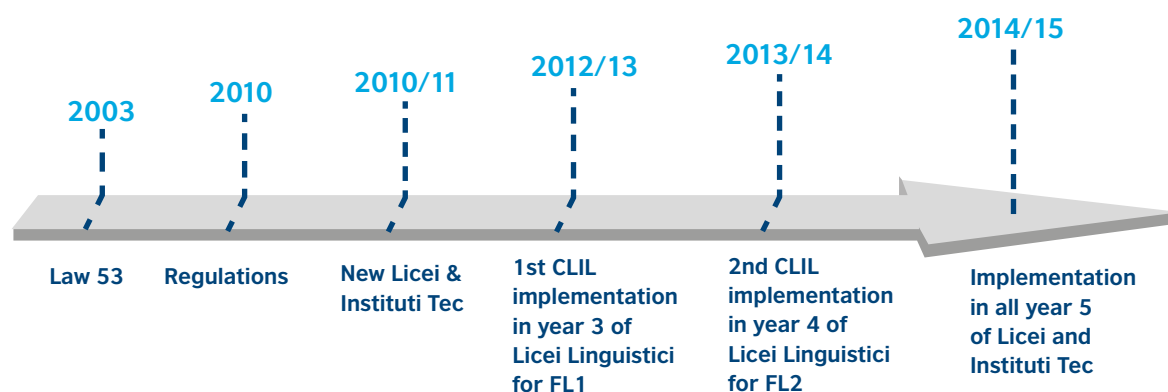 2003
2010
2010/11
2012/13
2013/14
2014/15
Law 53
Regulations
New Licei &
Instituti Tec
1st CLIL
implementation
in year 3 of
Licei Linguistici
for FL1
2nd CLIL
implementation
in year 4 of
Licei Linguistici
for FL2
Implementation
in all year 5
of Licei and
Instituti Tec